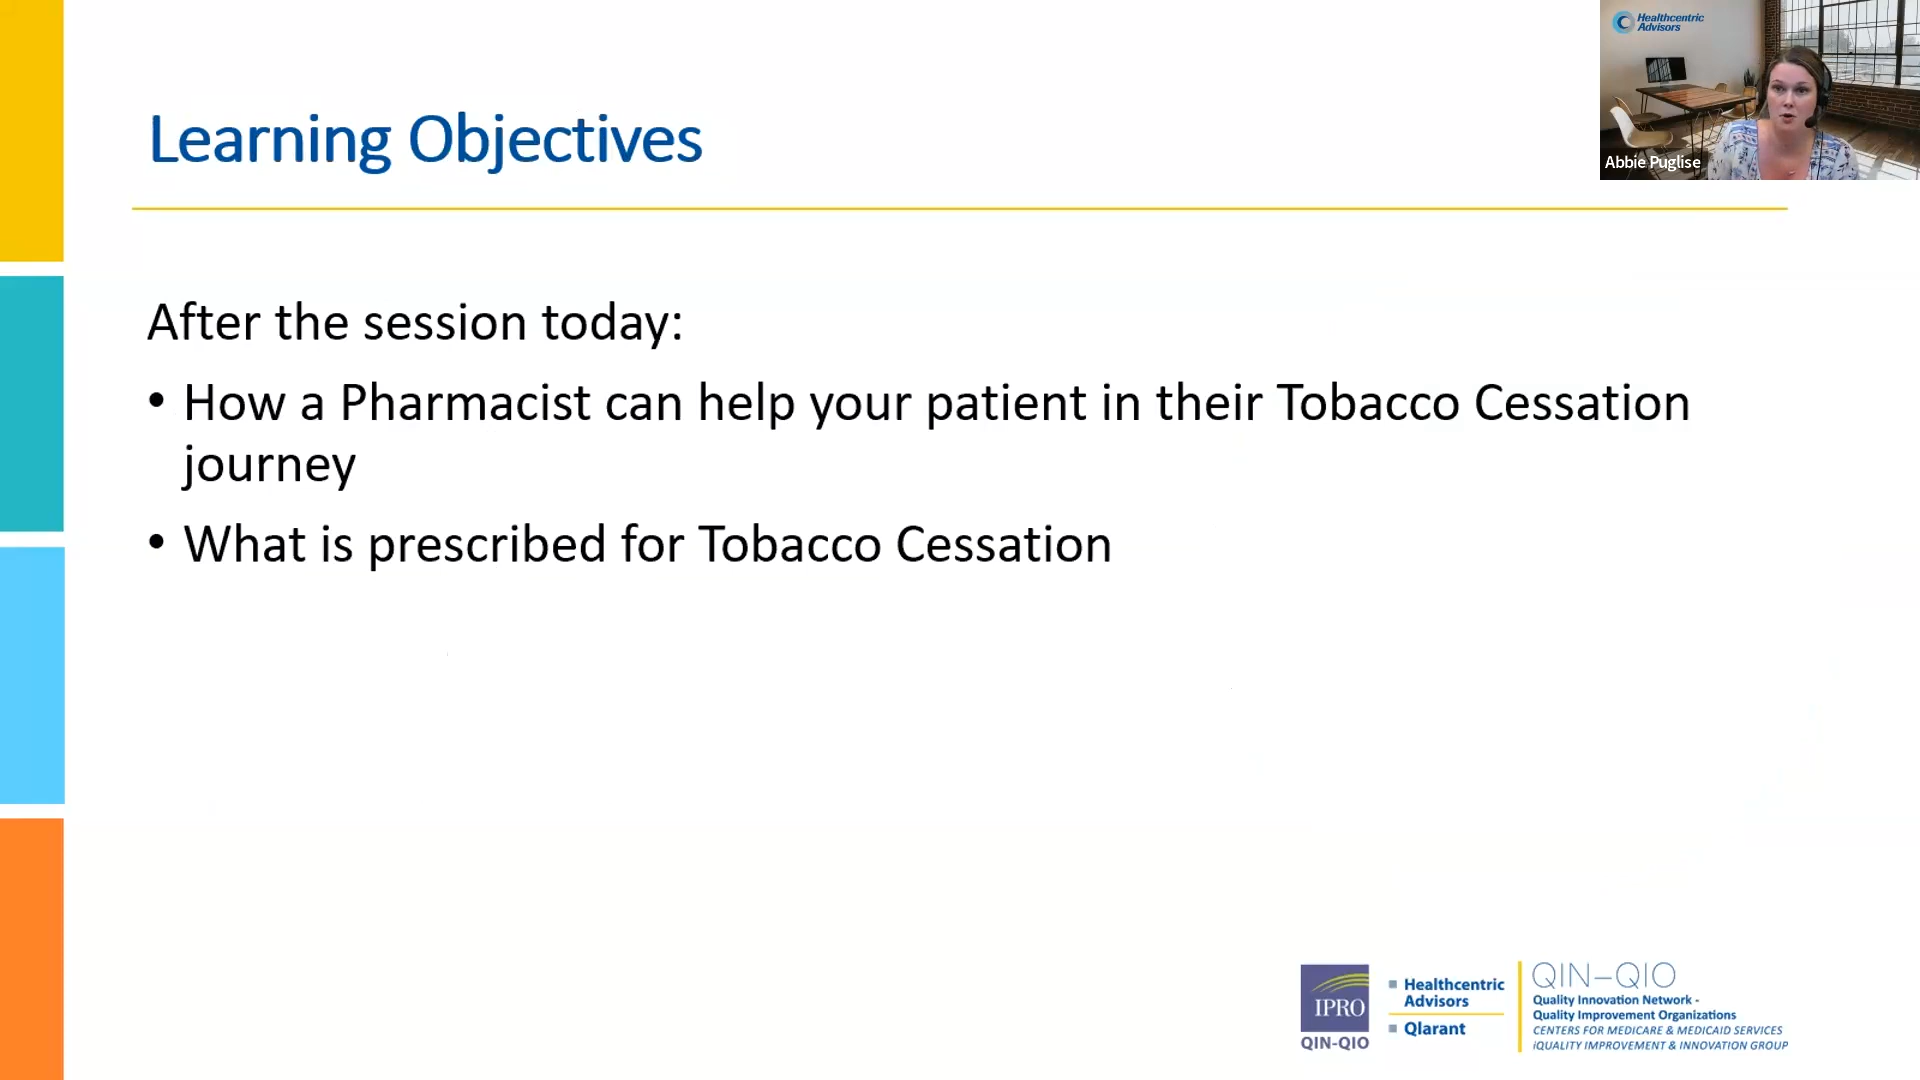 Healthcentric
Advisors
Abbie Puglise
Learning Objectives
After the session today:
• How a Pharmacist can help your patient in their Tobacco Cessation
journey
• What is prescribed for Tobacco Cessation
IPRO
QIN-QIO
Healthcentric
Advisors
Qlarant
QIN–QIO
Quality Innovation Network -
Quality Improvement Organizations
CENTERS FOR MEDICARE & MEDICAID SERVICES
iQUALITY IMPROVEMENT & INNOVATION GROUP